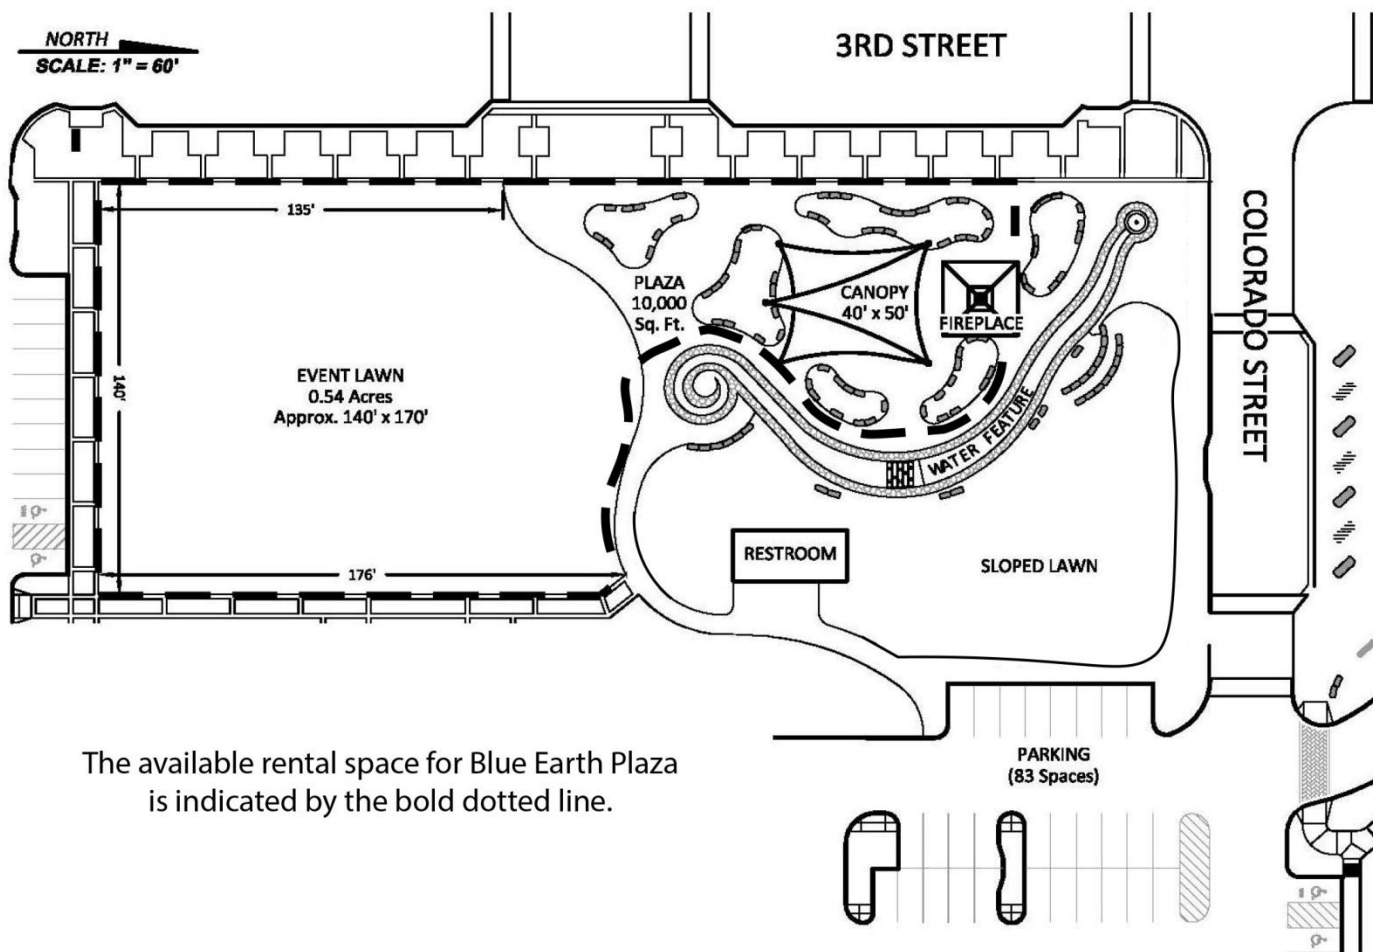 NORTH
SCALE: 1" = 60'
3RD STREET
COLORADO STREET
135'
PLAZA
10,000
Sq. Ft.
CANOPY
40' x 50'
FIREPLACE
140'
EVENT LAWN
0.54 Acres
Approx. 140' x 170'
WATER FEATURE
RESTROOM
SLOPED LAWN
176'
The available rental space for Blue Earth Plaza
is indicated by the bold dotted line.
PARKING
(83 Spaces)